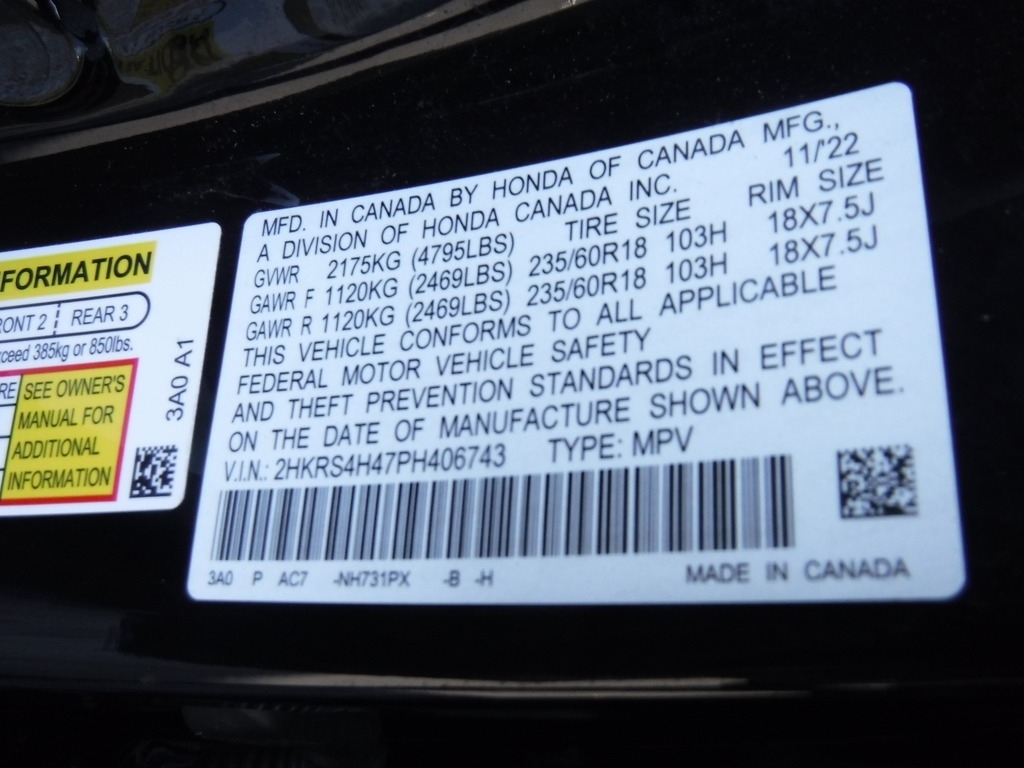 FORMATION
RONT 2 REAR 3
xceed 385kg or 850lbs.
RE
SEE OWNER'S
MANUAL FOR
ADDITIONAL
INFORMATION
3A0 A1
MFD. IN CANADA BY HONDA OF CANADA MFG.,
A DIVISION OF HONDA CANADA INC. 11/'22
GVWR 2175KG (4795LBS) TIRE SIZE RIM SIZE
GAWR F 1120KG (2469LBS) 235/60R18 103H 18X7.5J
GAWR R 1120KG (2469LBS) 235/60R18 103H 18X7.5J
THIS VEHICLE CONFORMS TO ALL APPLICABLE
FEDERAL MOTOR VEHICLE SAFETY
AND THEFT PREVENTION STANDARDS IN EFFECT
ON THE DATE OF MANUFACTURE SHOWN ABOVE.
V.I.N.: 2HKRS4H47PH406743 TYPE: MPV
3A0 P AC7 -NH731PX -B -H MADE IN CANADA